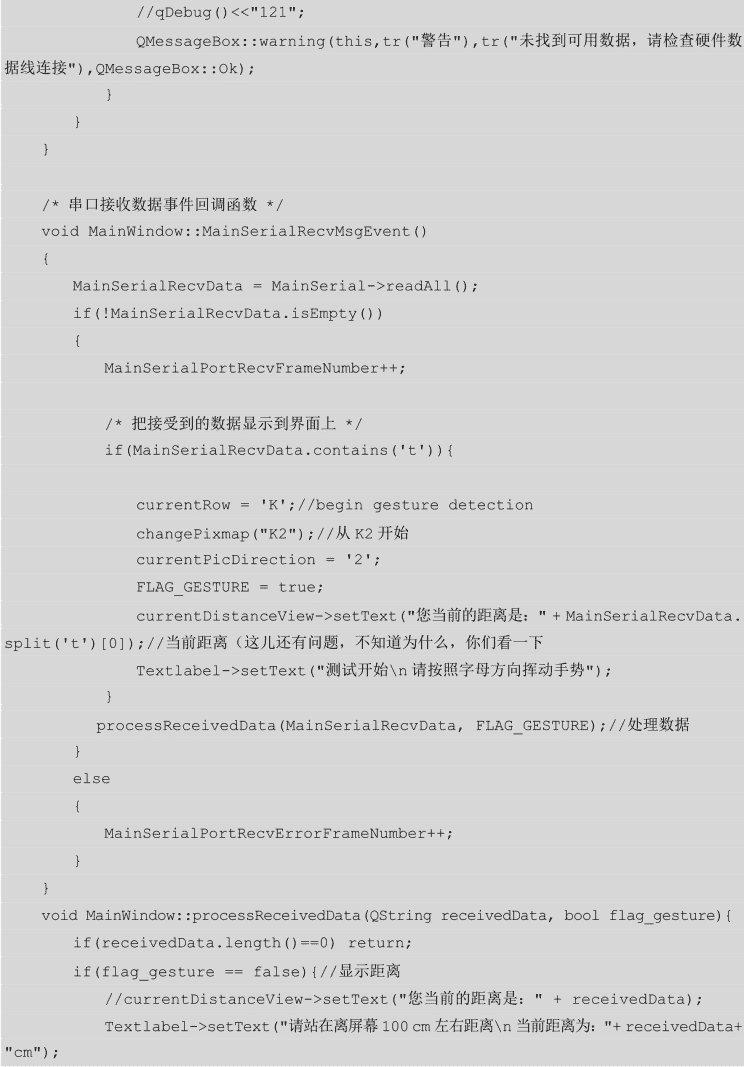 //qDebug()<<"121";
QMessageBox::warning(this,tr("警告"),tr("未找到可用数据，请检查硬件数
据线连接"),QMessageBox::Ok);
}
}
}
/* 串口接收数据事件回调函数 */
void MainWindow::MainSerialRecvMsgEvent()
{
MainSerialRecvData = MainSerial->readAll();
if(!MainSerialRecvData.isEmpty())
{
MainSerialPortRecvFrameNumber++;
/* 把接受到的数据显示到界面上 */
if(MainSerialRecvData.contains('t')){
currentRow = 'K';//begin gesture detection
changePixmap("K2");//从 K2 开始
currentPicDirection = '2';
FLAG_GESTURE = true;
currentDistanceView->setText("您当前的距离是：" + MainSerialRecvData.
split('t')[0]);//当前距离（这儿还有问题，不知道为什么，你们看一下
Textlabel->setText("测试开始\n 请按照字母方向挥动手势");
}
processReceivedData(MainSerialRecvData, FLAG_GESTURE);//处理数据
}
else
{
MainSerialPortRecvErrorFrameNumber++;
}
}
void MainWindow::processReceivedData(QString receivedData, bool flag_gesture){
if(receivedData.length()==0) return;
if(flag_gesture == false){//显示距离
//currentDistanceView->setText("您当前的距离是：" + receivedData);
Textlabel->setText("请站在离屏幕 100 cm 左右距离\n 当前距离为："+ receivedData+
"cm");